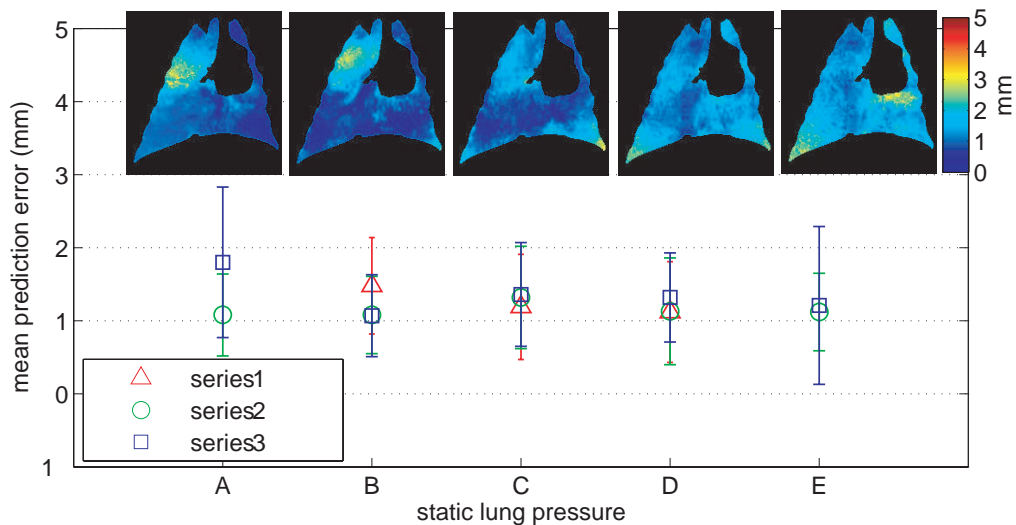 5
4
3
2
1
0
1
mean prediction error (mm)
5
4
3
2
1
0
mm
series1
series2
series3
A B C D E
static lung pressure